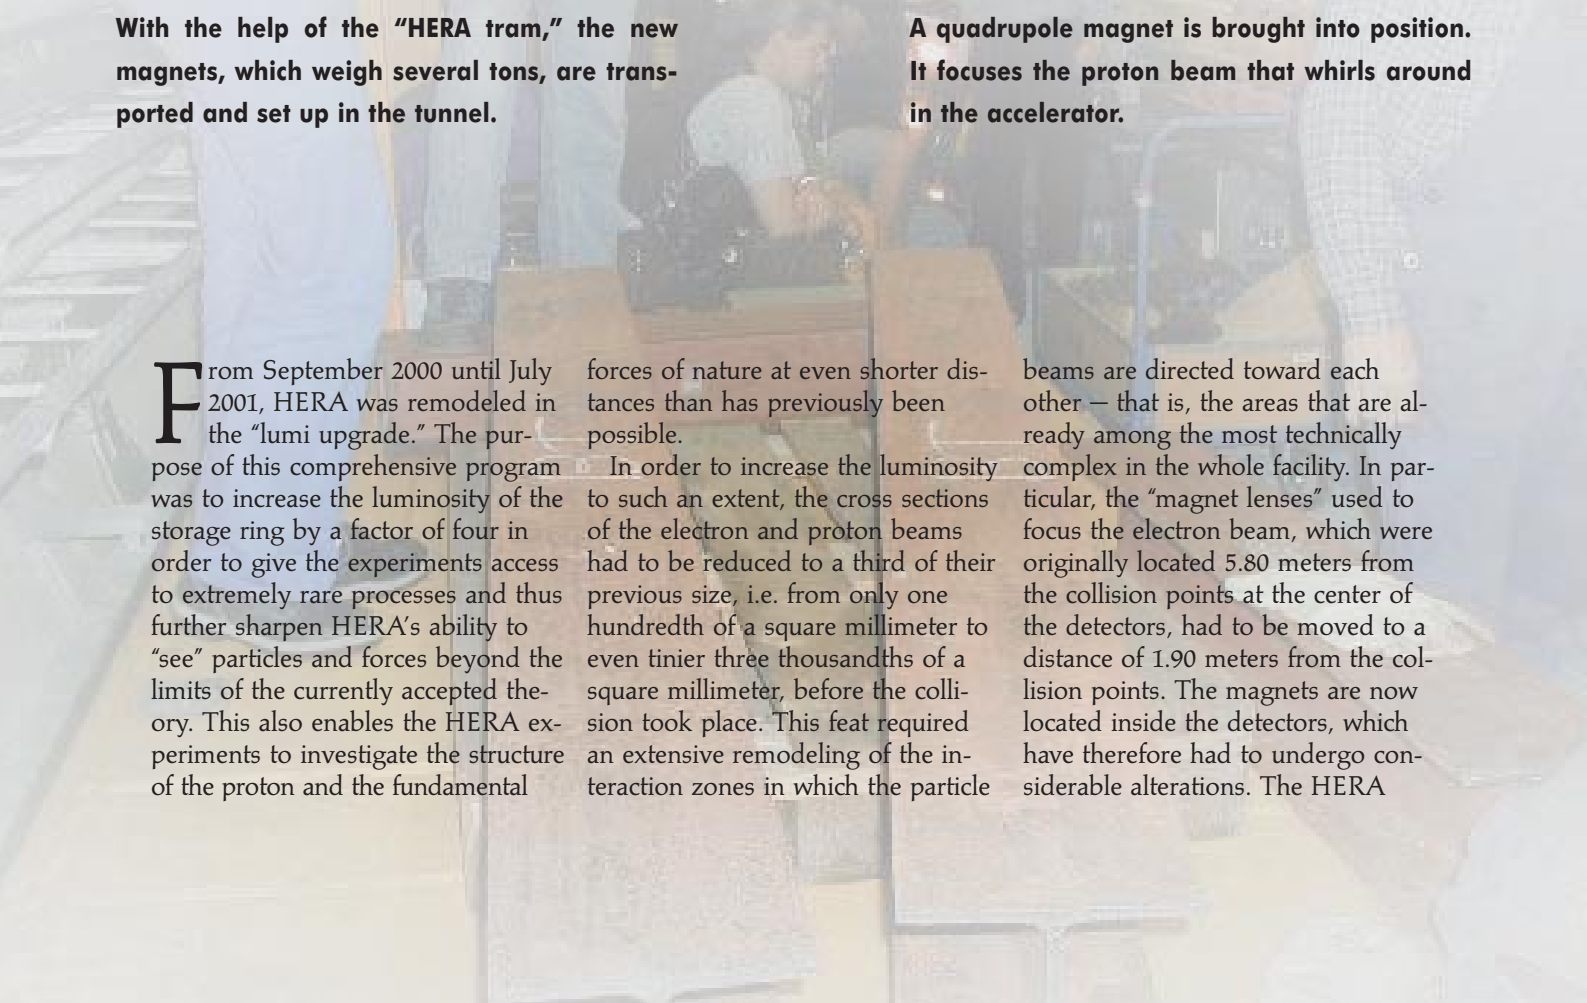 With the help of the “HERA tram,” the new
magnets, which weigh several tons, are trans-
ported and set up in the tunnel.
A quadrupole magnet is brought into position.
It focuses the proton beam that whirls around
in the accelerator.
From September 2000 until July
2001, HERA was remodeled in
the “lumi upgrade.” The pur-
pose of this comprehensive program
was to increase the luminosity of the
storage ring by a factor of four in
order to give the experiments access
to extremely rare processes and thus
further sharpen HERA’s ability to
“see” particles and forces beyond the
limits of the currently accepted the-
ory. This also enables the HERA ex-
periments to investigate the structure
of the proton and the fundamental
forces of nature at even shorter dis-
tances than has previously been
possible.
In order to increase the luminosity
to such an extent, the cross sections
of the electron and proton beams
had to be reduced to a third of their
previous size, i.e. from only one
hundredth of a square millimeter to
even tinier three thousandths of a
square millimeter, before the colli-
sion took place. This feat required
an extensive remodeling of the in-
teraction zones in which the particle
beams are directed toward each
other — that is, the areas that are al-
ready among the most technically
complex in the whole facility. In par-
ticular, the “magnet lenses” used to
focus the electron beam, which were
originally located 5.80 meters from
the collision points at the center of
the detectors, had to be moved to a
distance of 1.90 meters from the col-
lision points. The magnets are now
located inside the detectors, which
have therefore had to undergo con-
siderable alterations. The HERA